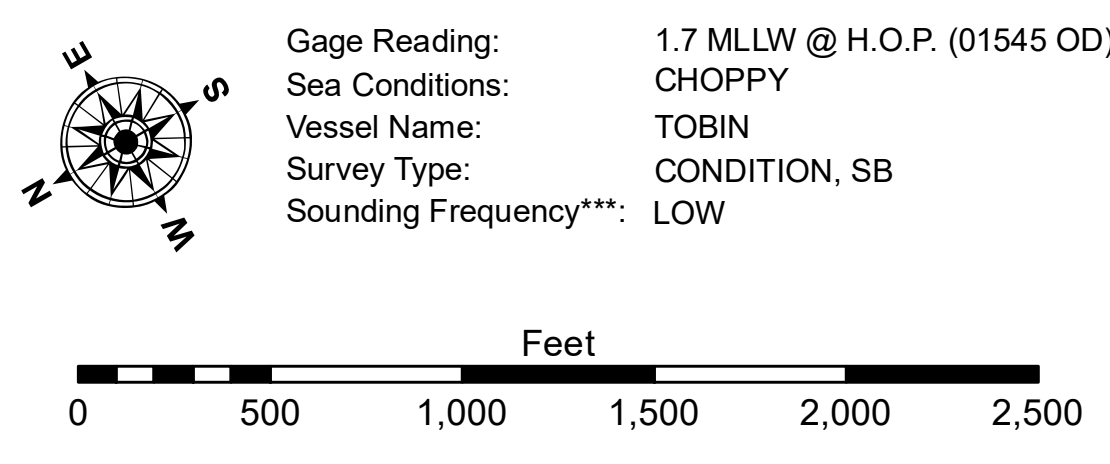 E
S
N
W
Gage Reading: 1.7 MLLW @ H.O.P. (01545 OD)
Sea Conditions: CHOPPY
Vessel Name: TOBIN
Survey Type: CONDITION, SB
Sounding Frequency***: LOW
Feet
0 500 1,000 1,500 2,000 2,500